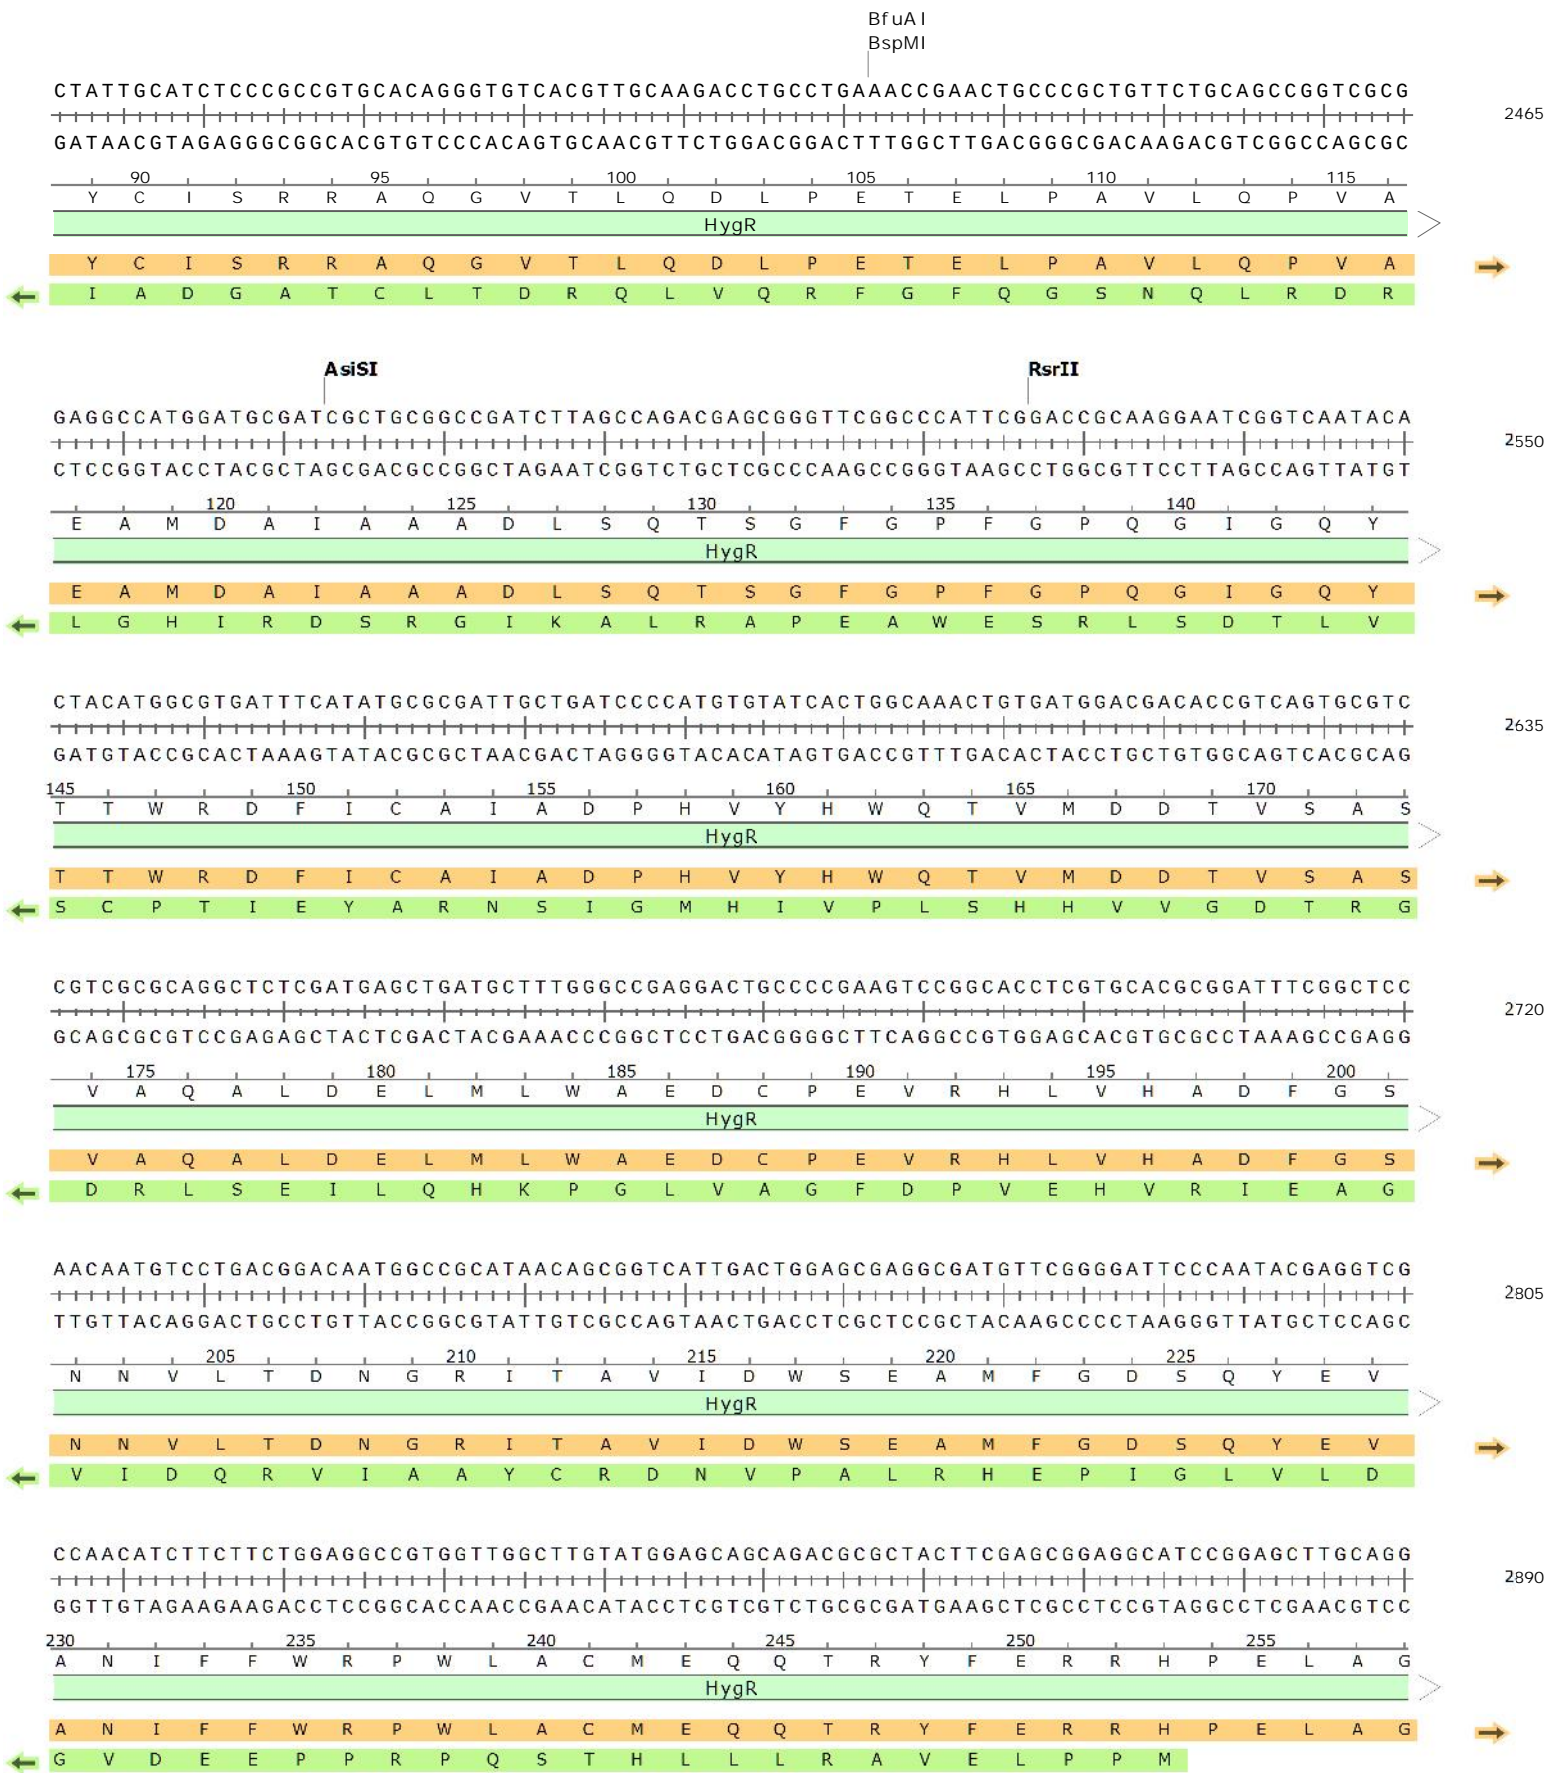 BfuAI
BspMI
CTATTGCATCTCCCGCCGTGCACAGGGTGTCACGTTGCAAGACCTGCCTGAAACCGAACTGCCCGCTGTTCTGCAGCCGGTCGCG
2465
GATAACGTAGAGGGCGGCACGTGTCCCACAGTGCAACGTTCTGGACGGACTTTGGCTTGACGGGCGACAAGACGTCGGCCAGCGC
90 95 100 105 110 115
Y C I S R R A Q G V T L Q D L P E T E L P A V L Q P V A
HygR
Y C I S R R A Q G V T L Q D L P E T E L P A V L Q P V A
I A D G A T C L T D R Q L V Q R F G F Q G S N Q L R D R
AsiSI RsrII
GAGGCCATGGATGCGATCGCTGCGGCCGATCTTAGCCAGACGAGCGGGTTCGGCCCATTCGGACCGCAAGGAATCGGTCAATACA
2550
CTCCGGTACCTACGCTAGCGACGCCGGCTAGAATCGGTCTGCTCGCCCAAGCCGGGTAAGCCTGGCGTTCCTTAGCCAGTTATGT
120 125 130 135 140
E A M D A I A A A D L S Q T S G F G P F G P Q G I G Q Y
HygR
E A M D A I A A A D L S Q T S G F G P F G P Q G I G Q Y
L G H I R D S R G I K A L R A P E A W E S R L S D T L V
CTACATGGCGTGATTTCATATGCGCGATTGCTGATCCCCATGTGTATCACTGGCAAACTGTGATGGACGACACCGTCAGTGCGTC
2635
GATGTACCGCACTAAAGTATACGCGCTAACGACTAGGGGTACACATAGTGACCGTTTGACACTACCTGCTGTGGCAGTCACGCAG
145 150 155 160 165 170
T T W R D F I C A I A D P H V Y H W Q T V M D D T V S A S
HygR
T T W R D F I C A I A D P H V Y H W Q T V M D D T V S A S
S C P T I E Y A R N S I G M H I V P L S H H V V G D T R G
CGTCGCGCAGGCTCTCGATGAGCTGATGCTTTGGGCCGAGGACTGCCCCGAAGTCCGGCACCTCGTGCACGCGGATTTCGGCTCC
2720
GCAGCGCGTCCGAGAGCTACTCGACTACGAAACCCGGCTCCTGACGGGGCTTCAGGCCGTGGAGCACGTGCGCCTAAAGCCGAGG
175 180 185 190 195 200
V A Q A L D E L M L W A E D C P E V R H L V H A D F G S
HygR
V A Q A L D E L M L W A E D C P E V R H L V H A D F G S
D R L S E I L Q H K P G L V A G F D P V E H V R I E A G
AACAATGTCCTGACGGACAATGGCCGCATAACAGCGGTCATTGACTGGAGCGAGGCGATGTTCGGGGATTCCCAATACGAGGTCG
2805
TTGTTACAGGACTGCCTGTTACCGGCGTATTGTCGCCAGTAACTGACCTCGCTCCGCTACAAGCCCCTAAGGGTTATGCTCCAGC
205 210 215 220 225
N N V L T D N G R I T A V I D W S E A M F G D S Q Y E V
HygR
N N V L T D N G R I T A V I D W S E A M F G D S Q Y E V
V I D Q R V I A A Y C R D N V P A L R H E P I G L V L D
CCAACATCTTCTTCTGGAGGCCGTGGTTGGCTTGTATGGAGCAGCAGACGCGCTACTTCGAGCGGAGGCATCCGGAGCTTGCAGG
2890
GGTTGTAGAAGAAGACCTCCGGCACCAACCGAACATACCTCGTCGTCTGCGCGATGAAGCTCGCCTCCGTAGGCCTCGAACGTCC
230 235 240 245 250 255
A N I F F W R P W L A C M E Q Q T R Y F E R R H P E L A G
HygR
A N I F F W R P W L A C M E Q Q T R Y F E R R H P E L A G
G V D E E P P R P Q S T H L L L R A V E L P P M